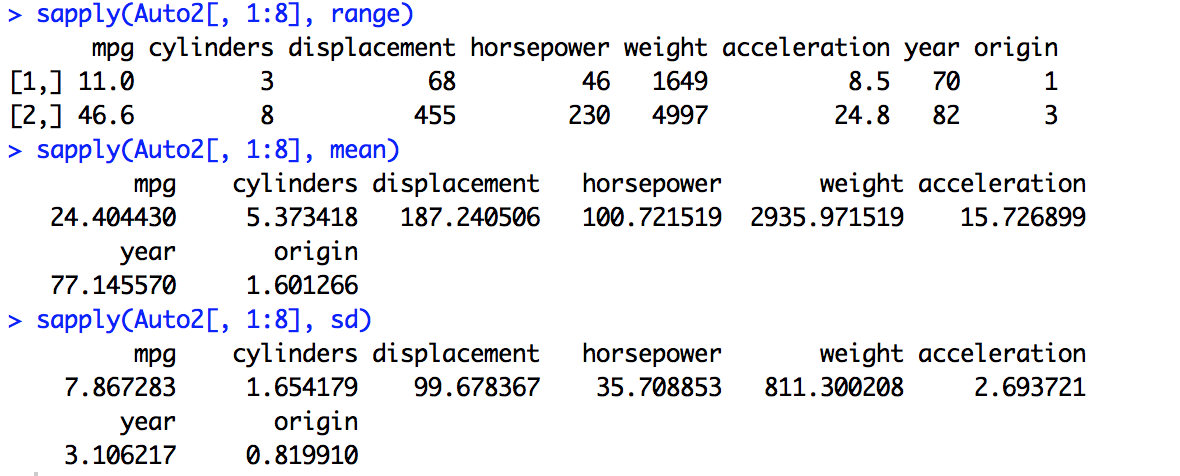 > sapply(Auto2[, 1:8], range)
      mpg cylinders displacement horsepower weight acceleration year origin
[1,] 11.0         3           68         46   1649          8.5   70      1
[2,] 46.6         8          455        230   4997         24.8   82      3
> sapply(Auto2[, 1:8], mean)
         mpg    cylinders displacement   horsepower       weight acceleration
   24.404430     5.373418   187.240506   100.721519  2935.971519    15.726899
        year       origin
   77.145570     1.601266
> sapply(Auto2[, 1:8], sd)
         mpg    cylinders displacement   horsepower       weight acceleration
    7.867283     1.654179    99.678367    35.708853   811.300208     2.693721
        year       origin
    3.106217     0.819910